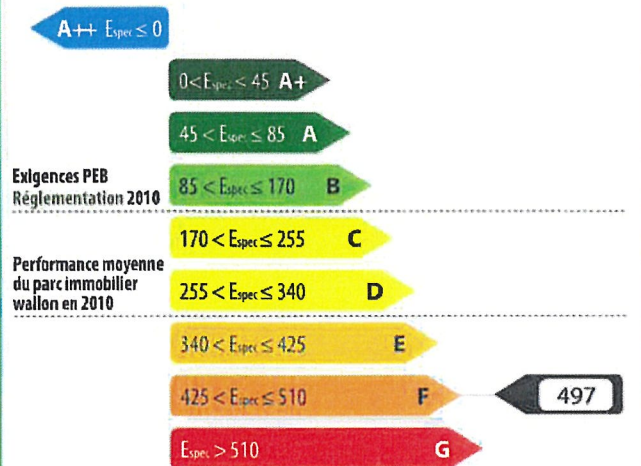 A++ Espec ≤ 0
0 < Espec < 45 A+
45 < Espec ≤ 85 A
Exigences PEB
Réglementation 2010
85 < Espec ≤ 170 B
170 < Espec ≤ 255 C
Performance moyenne
du parc immobilier
wallon en 2010
255 < Espec ≤ 340 D
340 < Espec ≤ 425 E
425 < Espec ≤ 510 F
497
Espec > 510 G